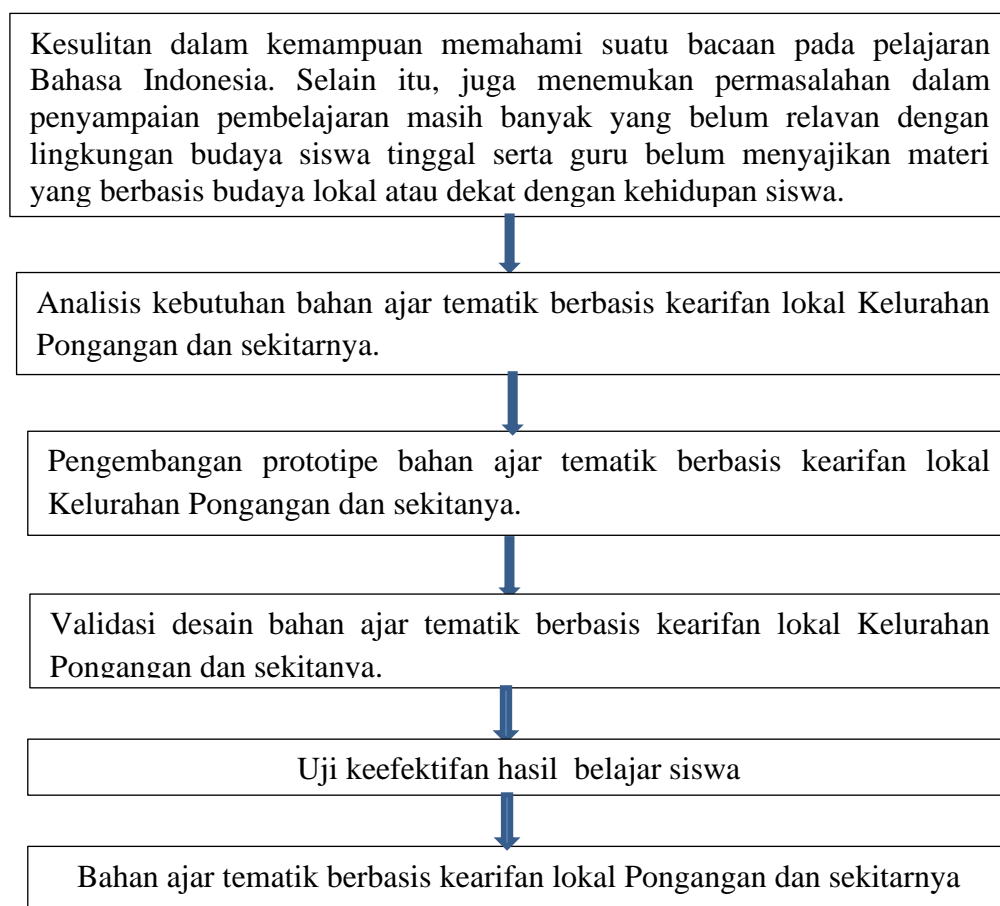 Kesulitan dalam kemampuan memahami suatu bacaan pada pelajaran
Bahasa Indonesia. Selain itu, juga menemukan permasalahan dalam
penyampaian pembelajaran masih banyak yang belum relavan dengan
lingkungan budaya siswa tinggal serta guru belum menyajikan materi
yang berbasis budaya lokal atau dekat dengan kehidupan siswa.
Analisis kebutuhan bahan ajar tematik berbasis kearifan lokal Kelurahan
Pongangan dan sekitarnya.
Pengembangan prototipe bahan ajar tematik berbasis kearifan lokal
Kelurahan Pongangan dan sekitanya.
Validasi desain bahan ajar tematik berbasis kearifan lokal Kelurahan
Pongangan dan sekitanya.
Uji keefektifan hasil belajar siswa
Bahan ajar tematik berbasis kearifan lokal Pongangan dan sekitarnya